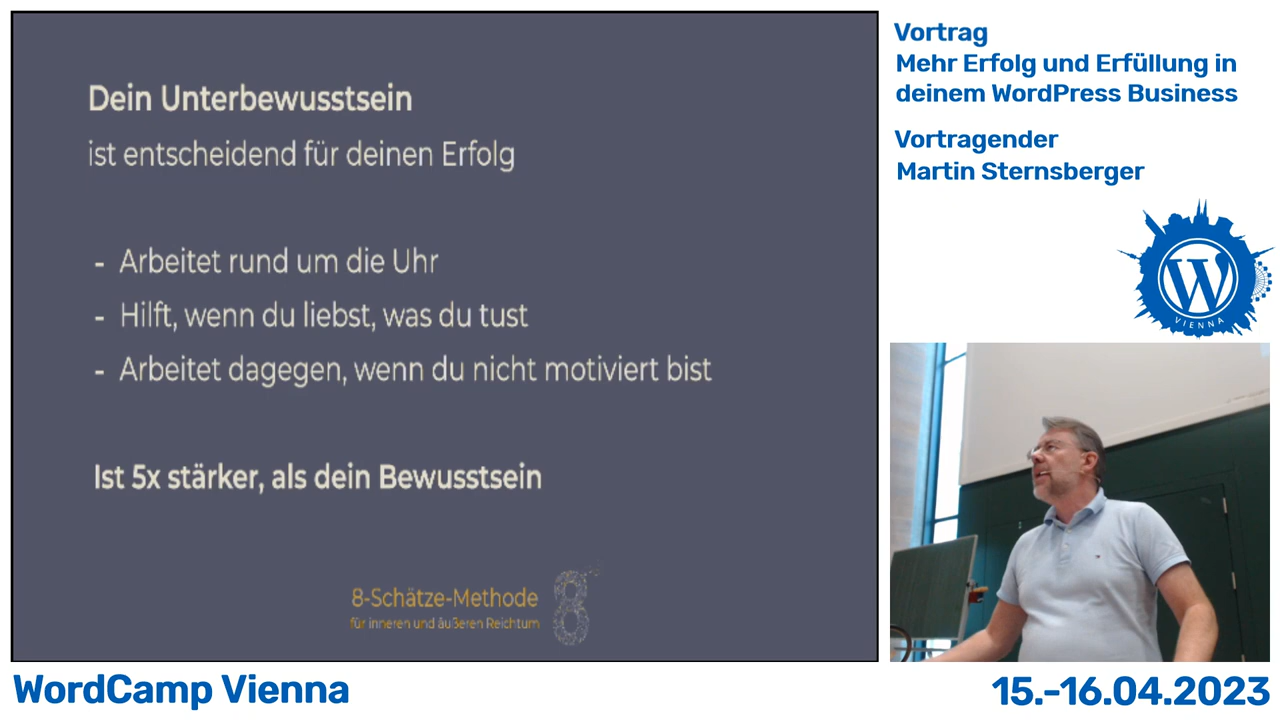 Dein Unterbewusstsein
ist entscheidend für deinen Erfolg
- Arbeitet rund um die Uhr
- Hilft, wenn du liebst, was du tust
- Arbeitet dagegen, wenn du nicht motiviert bist
Ist 5x stärker, als dein Bewusstsein
8-Schätze-Methode
für inneren und äußeren Reichtum
8
Vortrag
Mehr Erfolg und Erfüllung in
deinem WordPress Business
Vortragender
Martin Sternsberger
W
VIENNA
WordCamp Vienna
15.-16.04.2023